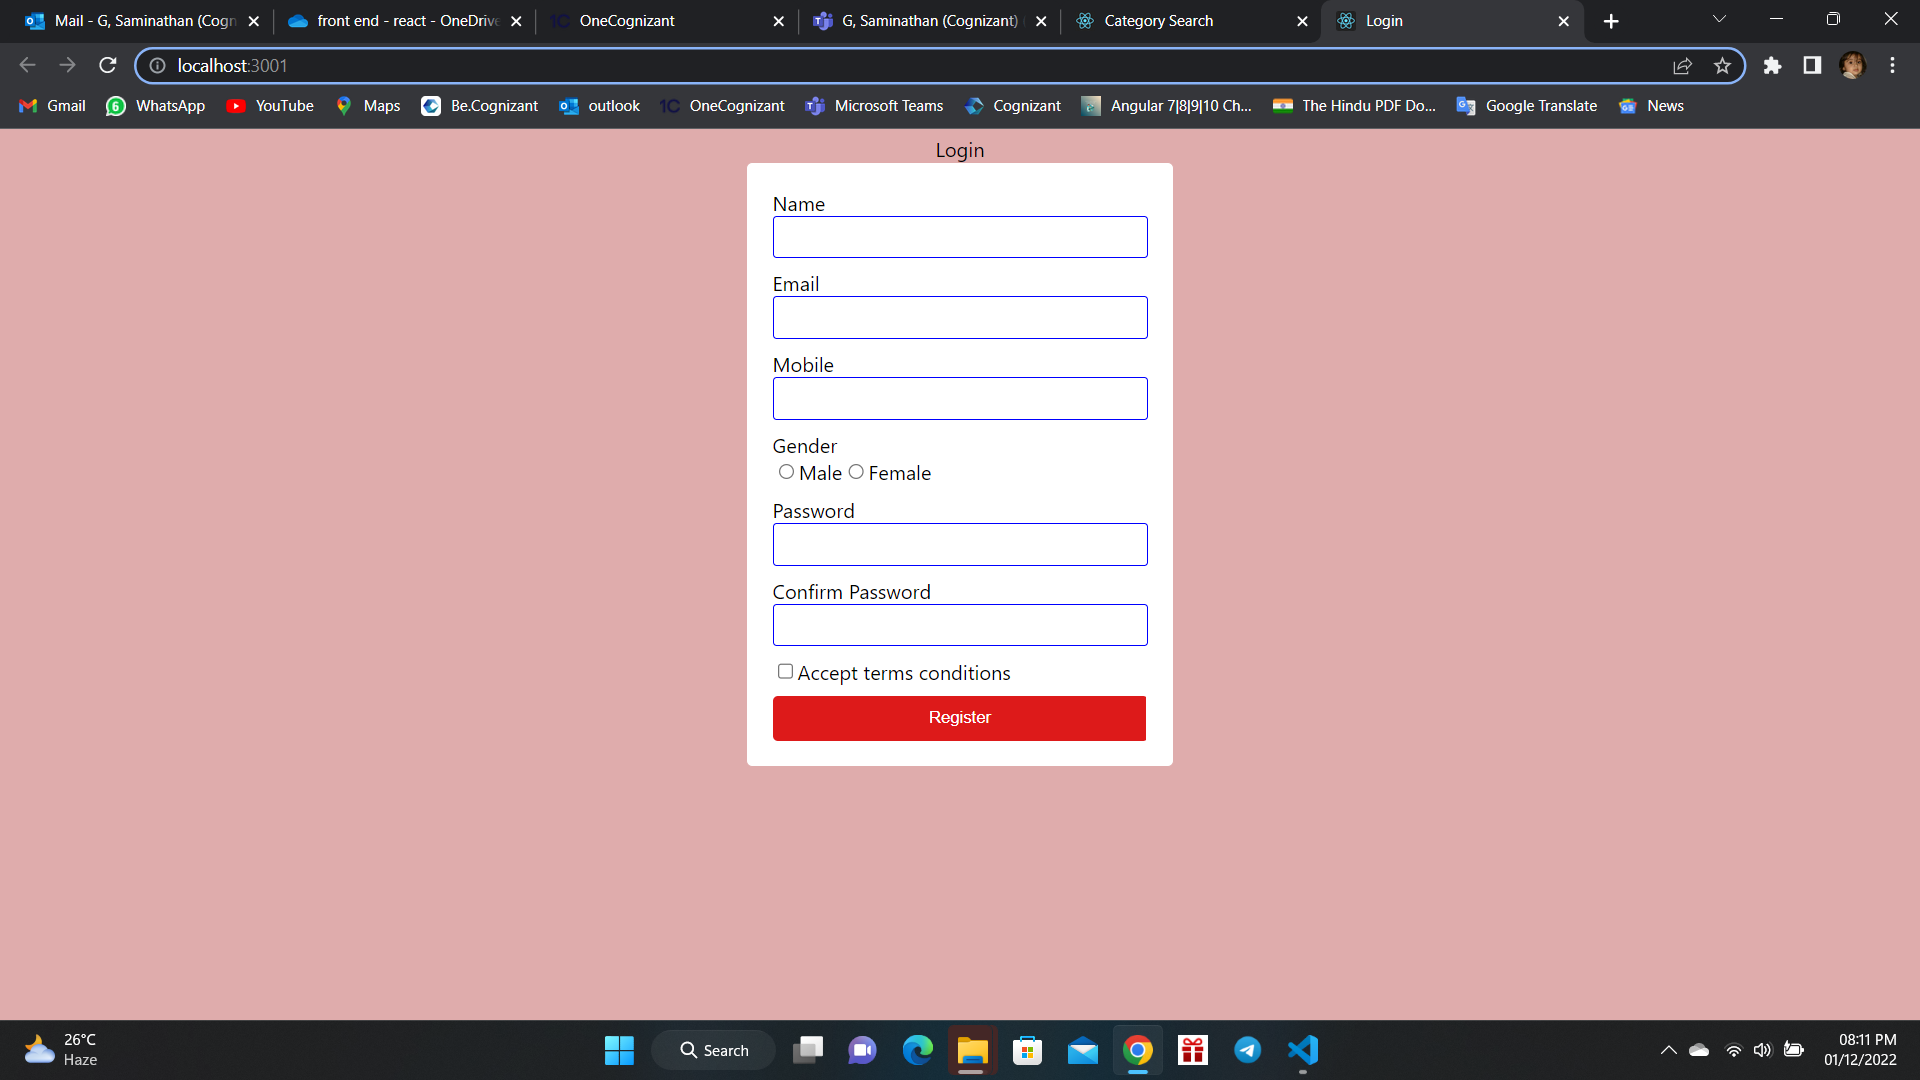 Mail - G, Saminathan (Cogn
front end - react - OneDrive
1C OneCognizant
G, Saminathan (Cognizant)
Category Search
Login
localhost:3001
Gmail
6 WhatsApp
YouTube
Maps
Be.Cognizant
outlook
1C OneCognizant
Microsoft Teams
Cognizant
Angular 7|8|9|10 Ch...
The Hindu PDF Do...
Google Translate
News
Login
Name
Email
Mobile
Gender
Male Female
Password
Confirm Password
Accept terms conditions
Register
26°C
Haze
Search
08:11 PM
01/12/2022